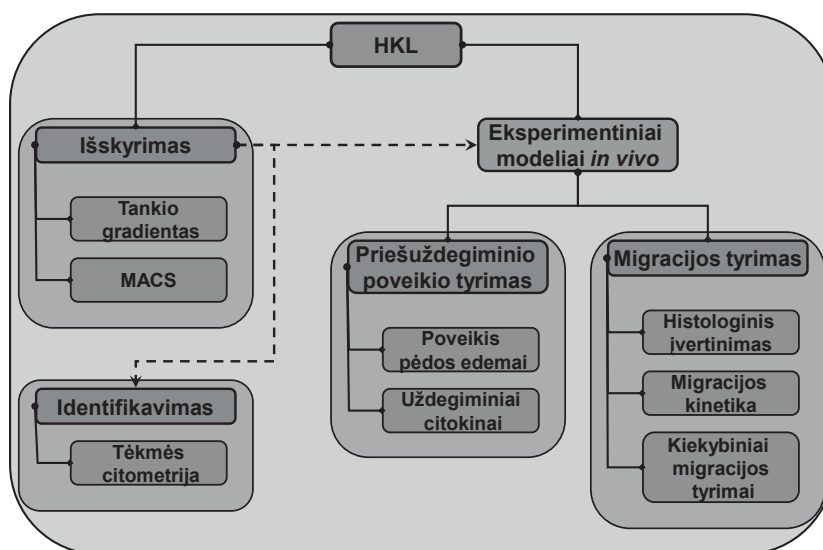 HKL
Išskyrimas
Tankio
gradientas
MACS
Identifikavimas
Tėkmės
citometrija
Eksperimentiniai
modeliai in vivo
Priešuždegiminio
poveikio tyrimas
Poveikis
pėdos edemai
Uždegiminiai
citokinai
Migracijos tyrimas
Histologinis
įvertinimas
Migracijos
kinetika
Kiekybiniai
migracijos
tyrimai